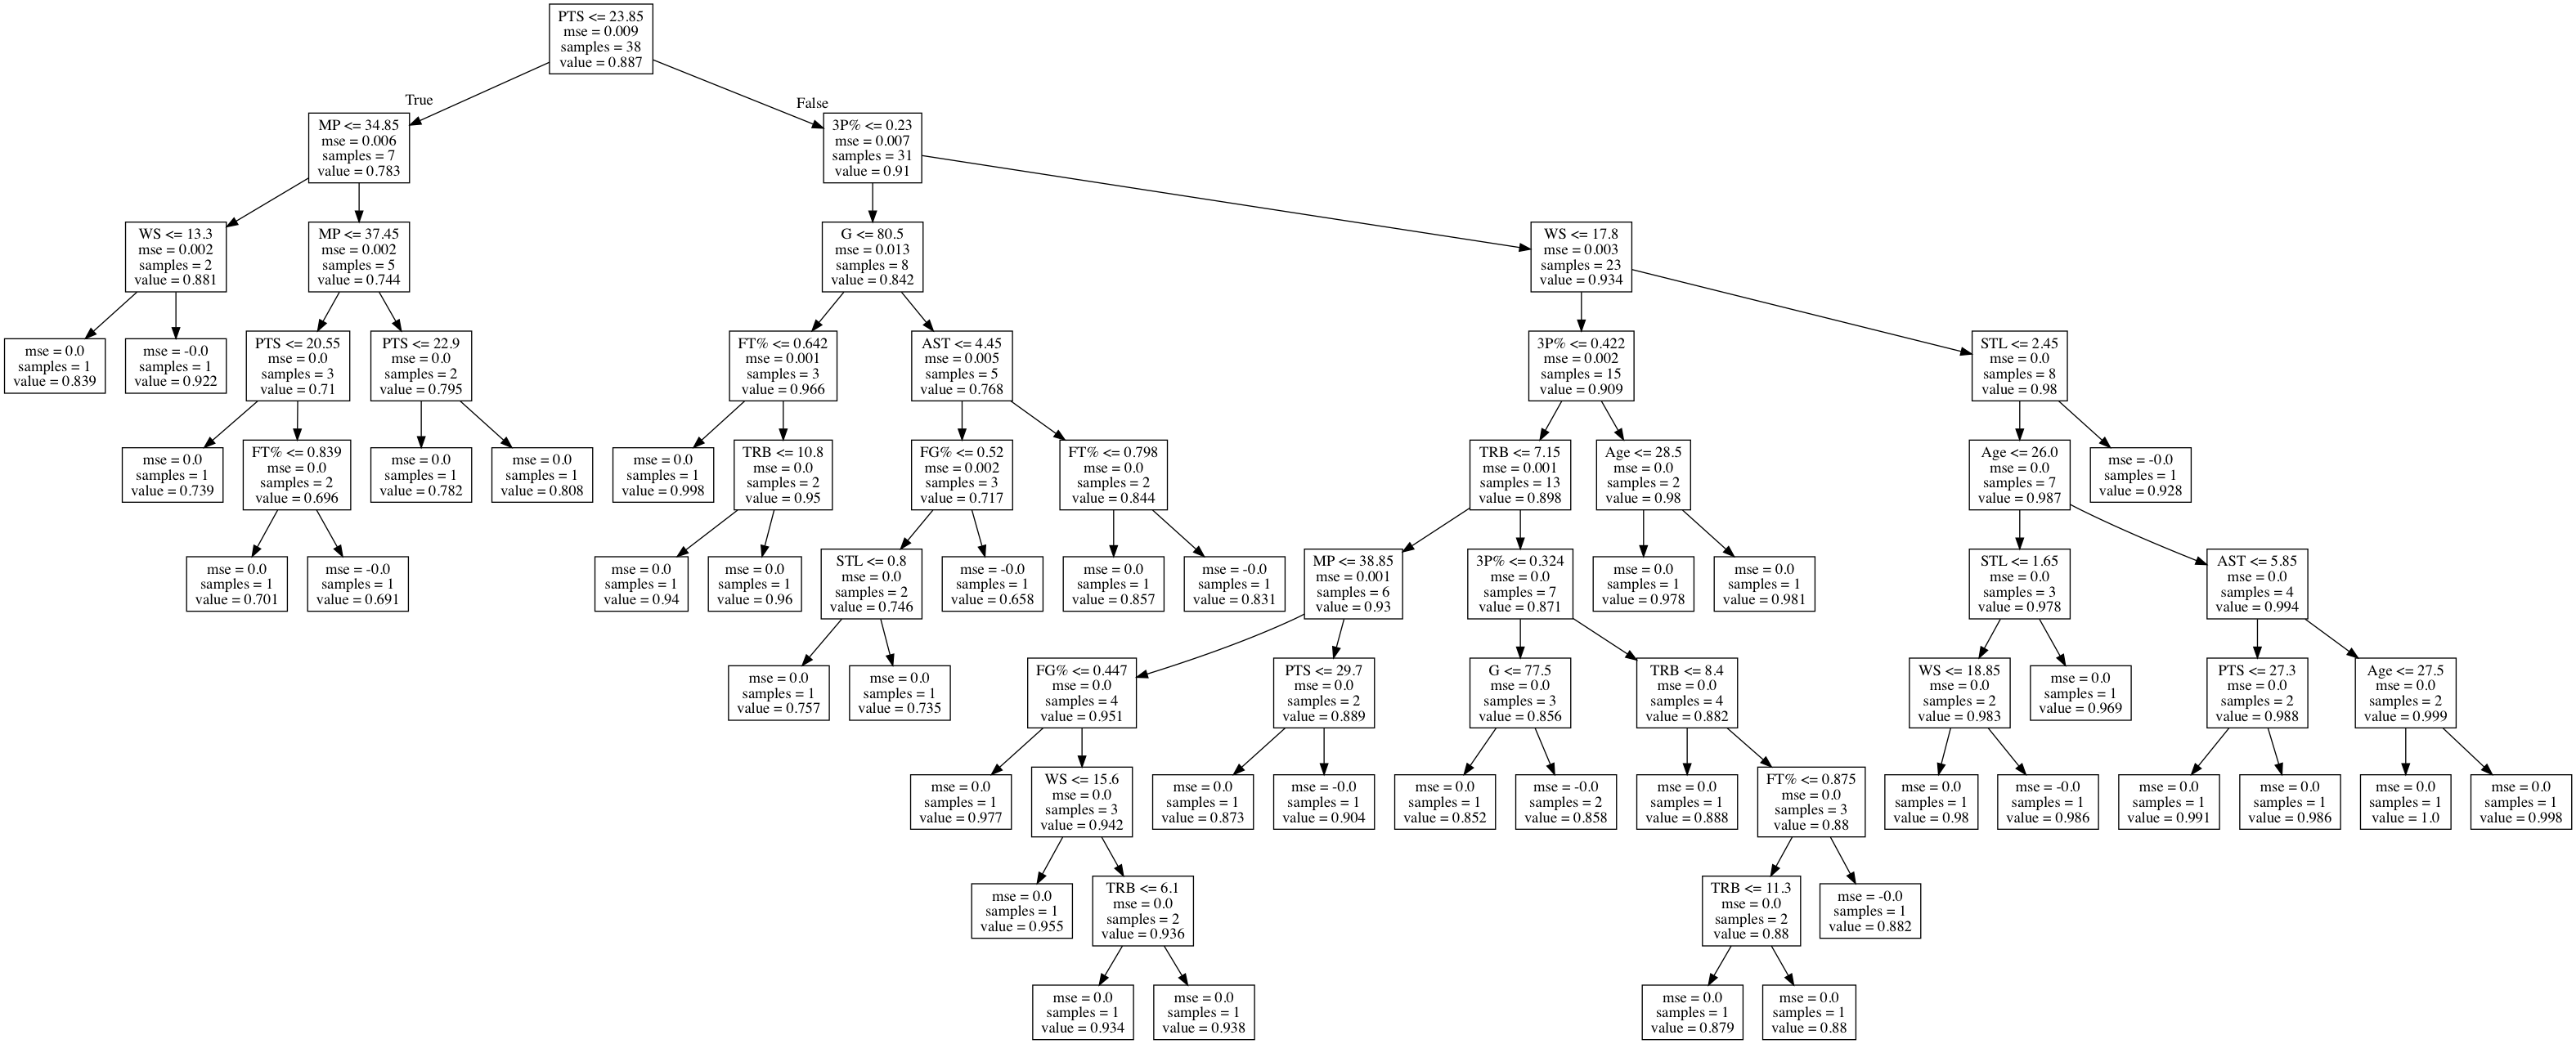 PTS <= 23.85
mse = 0.009
samples = 38
value = 0.887
True
False
MP <= 34.85
mse = 0.006
samples = 7
value = 0.783
3P% <= 0.23
mse = 0.007
samples = 31
value = 0.91
WS <= 13.3
mse = 0.002
samples = 2
value = 0.881
MP <= 37.45
mse = 0.002
samples = 5
value = 0.744
G <= 80.5
mse = 0.013
samples = 8
value = 0.842
WS <= 17.8
mse = 0.003
samples = 23
value = 0.934
mse = 0.0
samples = 1
value = 0.839
mse = -0.0
samples = 1
value = 0.922
PTS <= 20.55
mse = 0.0
samples = 3
value = 0.71
PTS <= 22.9
mse = 0.0
samples = 2
value = 0.795
FT% <= 0.642
mse = 0.001
samples = 3
value = 0.966
AST <= 4.45
mse = 0.005
samples = 5
value = 0.768
3P% <= 0.422
mse = 0.002
samples = 15
value = 0.909
STL <= 2.45
mse = 0.0
samples = 8
value = 0.98
mse = 0.0
samples = 1
value = 0.739
FT% <= 0.839
mse = 0.0
samples = 2
value = 0.696
mse = 0.0
samples = 1
value = 0.782
mse = 0.0
samples = 1
value = 0.808
mse = 0.0
samples = 1
value = 0.998
TRB <= 10.8
mse = 0.0
samples = 2
value = 0.95
FG% <= 0.52
mse = 0.002
samples = 3
value = 0.717
FT% <= 0.798
mse = 0.0
samples = 2
value = 0.844
TRB <= 7.15
mse = 0.001
samples = 13
value = 0.898
Age <= 28.5
mse = 0.0
samples = 2
value = 0.98
Age <= 26.0
mse = 0.0
samples = 7
value = 0.987
mse = -0.0
samples = 1
value = 0.928
mse = 0.0
samples = 1
value = 0.701
mse = -0.0
samples = 1
value = 0.691
mse = 0.0
samples = 1
value = 0.94
mse = 0.0
samples = 1
value = 0.96
STL <= 0.8
mse = 0.0
samples = 2
value = 0.746
mse = -0.0
samples = 1
value = 0.658
mse = 0.0
samples = 1
value = 0.857
mse = -0.0
samples = 1
value = 0.831
MP <= 38.85
mse = 0.001
samples = 6
value = 0.93
3P% <= 0.324
mse = 0.0
samples = 7
value = 0.871
mse = 0.0
samples = 1
value = 0.978
mse = 0.0
samples = 1
value = 0.981
STL <= 1.65
mse = 0.0
samples = 3
value = 0.978
AST <= 5.85
mse = 0.0
samples = 4
value = 0.994
mse = 0.0
samples = 1
value = 0.757
mse = 0.0
samples = 1
value = 0.735
FG% <= 0.447
mse = 0.0
samples = 4
value = 0.951
PTS <= 29.7
mse = 0.0
samples = 2
value = 0.889
G <= 77.5
mse = 0.0
samples = 3
value = 0.856
TRB <= 8.4
mse = 0.0
samples = 4
value = 0.882
WS <= 18.85
mse = 0.0
samples = 2
value = 0.983
mse = 0.0
samples = 1
value = 0.969
PTS <= 27.3
mse = 0.0
samples = 2
value = 0.988
Age <= 27.5
mse = 0.0
samples = 2
value = 0.999
mse = 0.0
samples = 1
value = 0.977
WS <= 15.6
mse = 0.0
samples = 3
value = 0.942
mse = 0.0
samples = 1
value = 0.873
mse = -0.0
samples = 1
value = 0.904
mse = 0.0
samples = 1
value = 0.852
mse = -0.0
samples = 2
value = 0.858
mse = 0.0
samples = 1
value = 0.888
FT% <= 0.875
mse = 0.0
samples = 3
value = 0.88
mse = 0.0
samples = 1
value = 0.98
mse = -0.0
samples = 1
value = 0.986
mse = 0.0
samples = 1
value = 0.991
mse = 0.0
samples = 1
value = 0.986
mse = 0.0
samples = 1
value = 1.0
mse = 0.0
samples = 1
value = 0.998
mse = 0.0
samples = 1
value = 0.955
TRB <= 6.1
mse = 0.0
samples = 2
value = 0.936
TRB <= 11.3
mse = 0.0
samples = 2
value = 0.88
mse = -0.0
samples = 1
value = 0.882
mse = 0.0
samples = 1
value = 0.934
mse = 0.0
samples = 1
value = 0.938
mse = 0.0
samples = 1
value = 0.879
mse = 0.0
samples = 1
value = 0.88